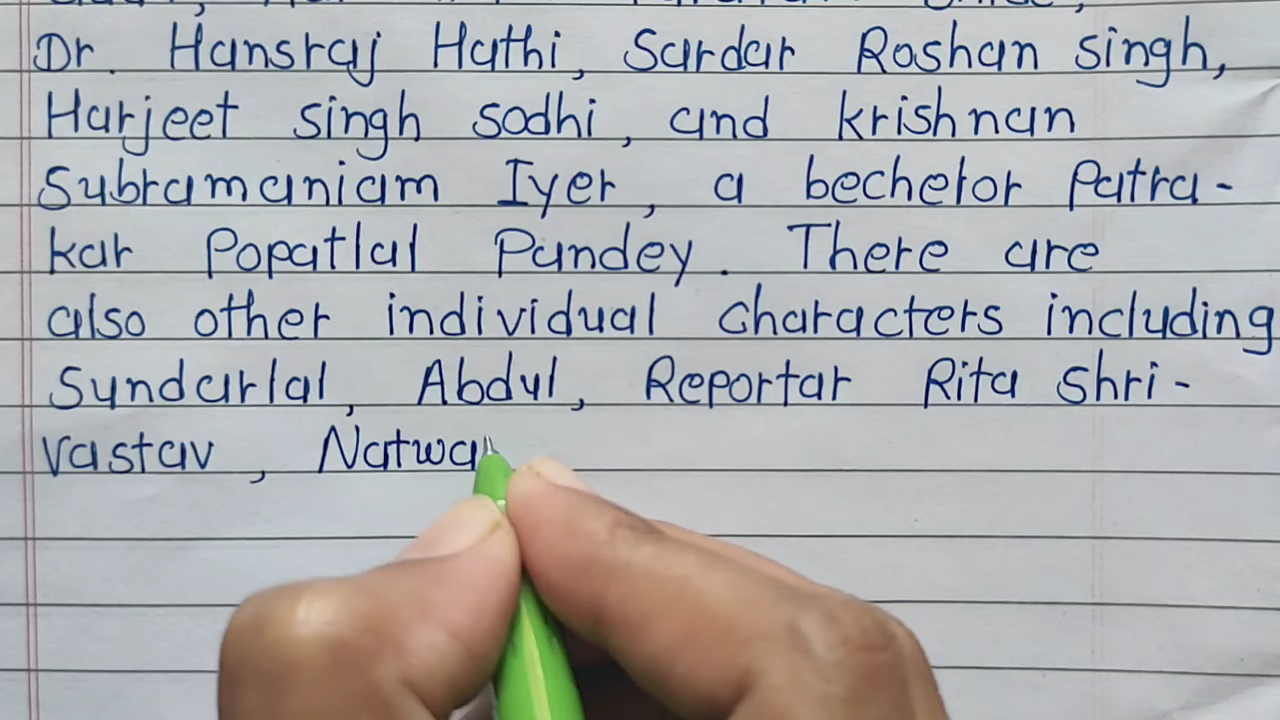 Dr. Hansraj Hathi, Sardar Roshan singh,
Harjeet singh sodhi, and krishnan
Subramaniam Iyer, a bechelor Patra-
kar Popatlal Pandey. There are
also other individual characters including
Sundarlal, Abdul, Reportar Rita Shri-
vastav, Natwa